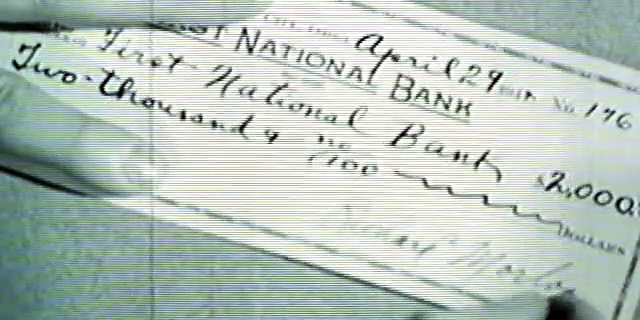 April 29 No. 176
NATIONAL BANK
First National Bank $2,000.
Two thousand & no/100
DOLLARS